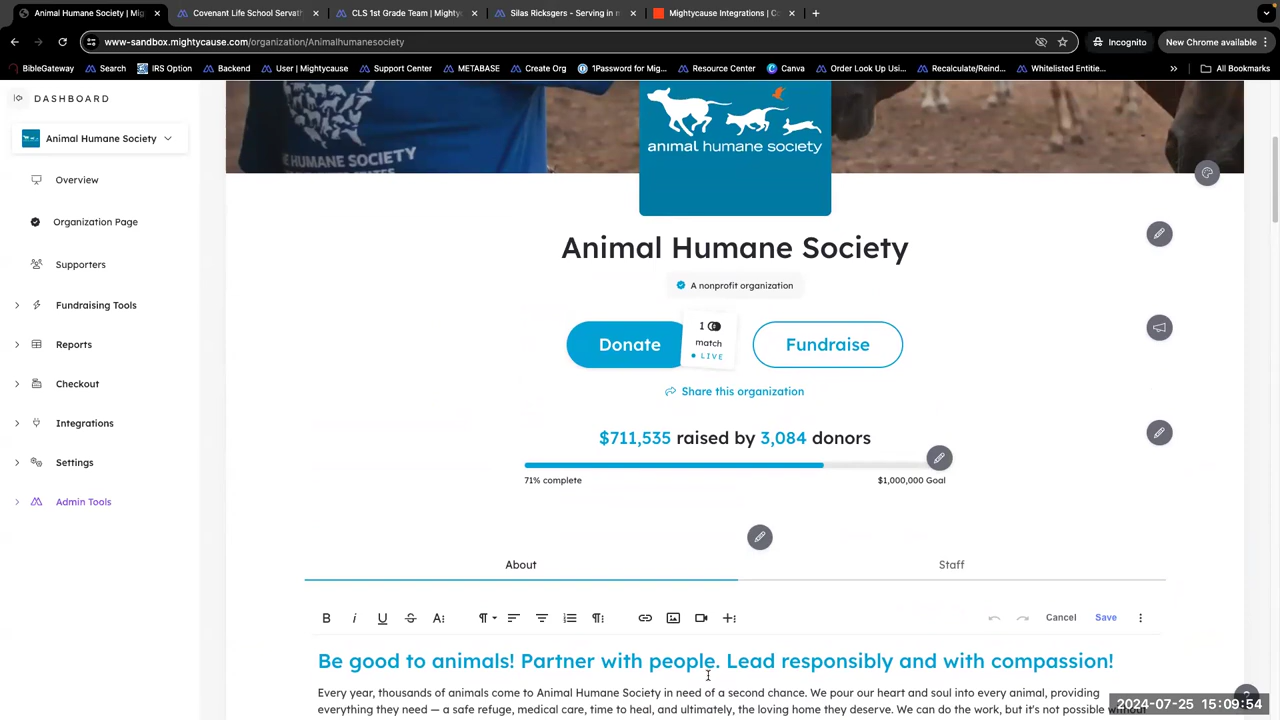 Animal Humane Society | Mig
Covenant Life School Servath
CLS 1st Grade Team | Mighty
Silas Ricksgers - Serving in n
Mightycause Integrations | C
www-sandbox.mightycause.com/organization/Animalhumanesociety
Incognito
New Chrome available
BibleGateway
Search
IRS Option
Backend
User | Mightycause
Support Center
METABASE
Create Org
1Password for Mig...
Resource Center
Canva
Order Look Up Usi...
Recalculate/Reind...
Whitelisted Entitie...
All Bookmarks
DASHBOARD
Animal Humane Society
Overview
Organization Page
Supporters
Fundraising Tools
Reports
Checkout
Integrations
Settings
Admin Tools
HE HUMANE SOCIETY
animal humane society
Animal Humane Society
A nonprofit organization
Donate
1
match
LIVE
Fundraise
Share this organization
$711,535 raised by 3,084 donors
71% complete
$1,000,000 Goal
About
Staff
Cancel
Save
Be good to animals! Partner with people. Lead responsibly and with compassion!
Every year, thousands of animals come to Animal Humane Society in need of a second chance. We pour our heart and soul into every animal, providing
everything they need — a safe refuge, medical care, time to heal, and ultimately, the loving home they deserve. We can do the work, but it's not possible without
2024-07-25 15:09:54